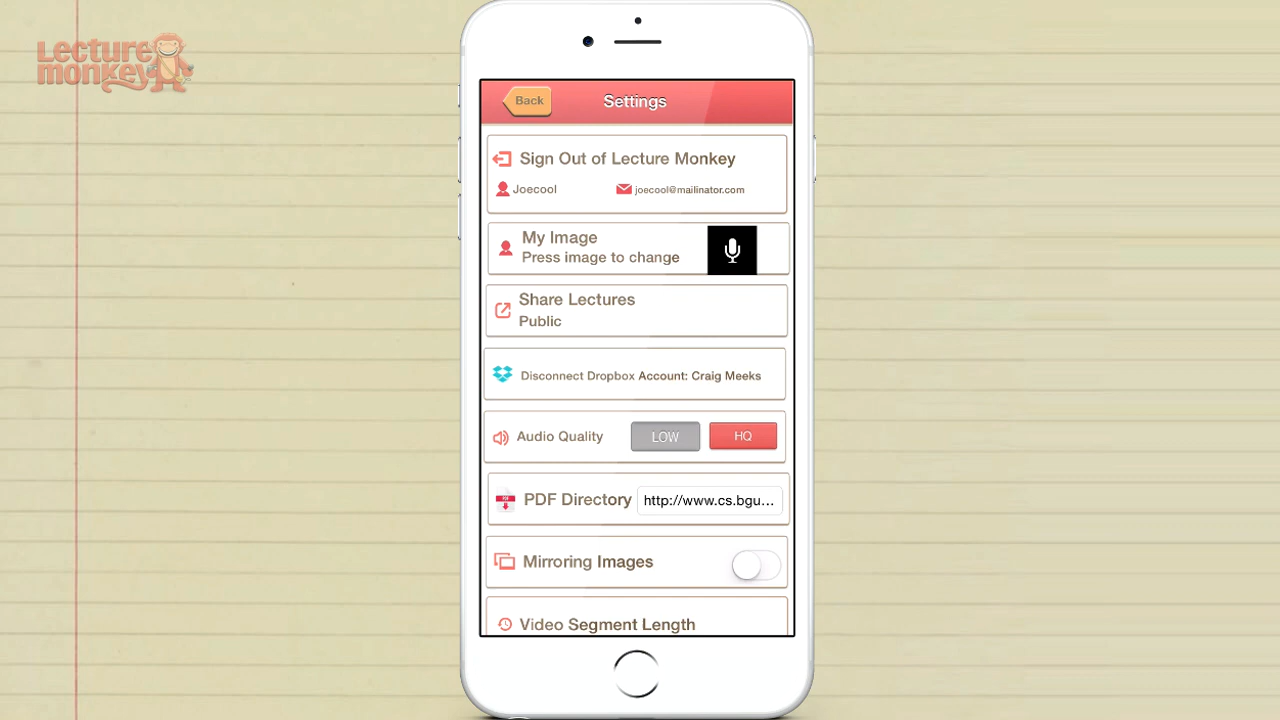 Lecture
monkey
Back
Settings
Sign Out of Lecture Monkey
Joecool
joecool@mailinator.com
My Image
Press image to change
Share Lectures
Public
Disconnect Dropbox Account: Craig Meeks
Audio Quality
LOW
HQ
PDF
PDF Directory
http://www.cs.bgu...
Mirroring Images
Video Segment Length